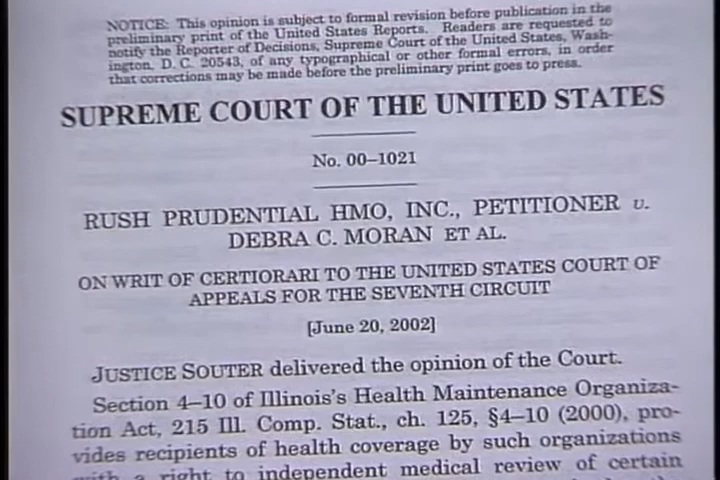 NOTICE: This opinion is subject to formal revision before publication in the
preliminary print of the United States Reports. Readers are requested to
notify the Reporter of Decisions, Supreme Court of the United States, Wash-
ington, D. C. 20543, of any typographical or other formal errors, in order
that corrections may be made before the preliminary print goes to press.
SUPREME COURT OF THE UNITED STATES
No. 00–1021
RUSH PRUDENTIAL HMO, INC., PETITIONER v.
DEBRA C. MORAN ET AL.
ON WRIT OF CERTIORARI TO THE UNITED STATES COURT OF
APPEALS FOR THE SEVENTH CIRCUIT
[June 20, 2002]
JUSTICE SOUTER delivered the opinion of the Court.
Section 4–10 of Illinois's Health Maintenance Organiza-
tion Act, 215 Ill. Comp. Stat., ch. 125, §4–10 (2000), pro-
vides recipients of health coverage by such organizations
with a right to independent medical review of certain